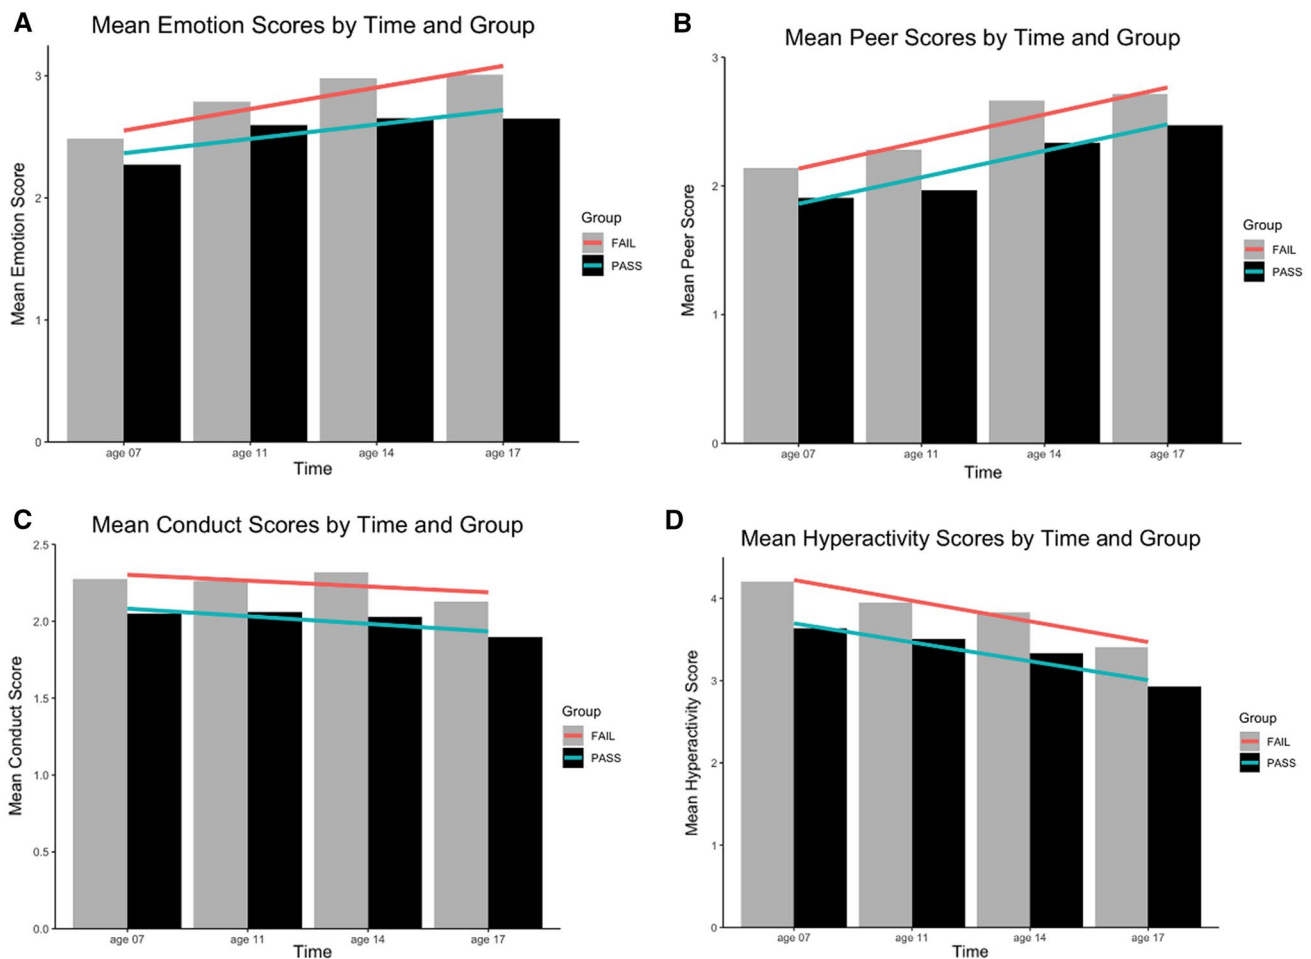 A
Mean Emotion Scores by Time and Group
Mean Emotion Score
3
2
1
0
age 07 age 11 age 14 age 17
Time
Group
FAIL
PASS
B
Mean Peer Scores by Time and Group
Mean Peer Score
3
2
1
0
age 07 age 11 age 14 age 17
Time
Group
FAIL
PASS
C
Mean Conduct Scores by Time and Group
Mean Conduct Score
2.5
2.0
1.5
1.0
0.5
0.0
age 07 age 11 age 14 age 17
Time
Group
FAIL
PASS
D
Mean Hyperactivity Scores by Time and Group
Mean Hyperactivity Score
4
3
2
1
0
age 07 age 11 age 14 age 17
Time
Group
FAIL
PASS